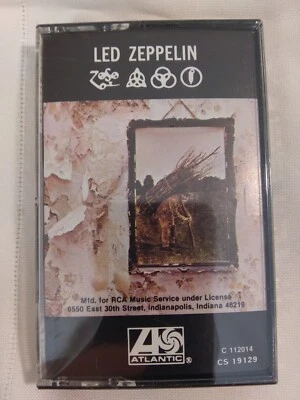 LED ZEPPELIN
Mfd. for RCA Music Service under License
6550 East 30th Street, Indianapolis, Indiana 46219
ATLANTIC®
C 112014
CS 19129